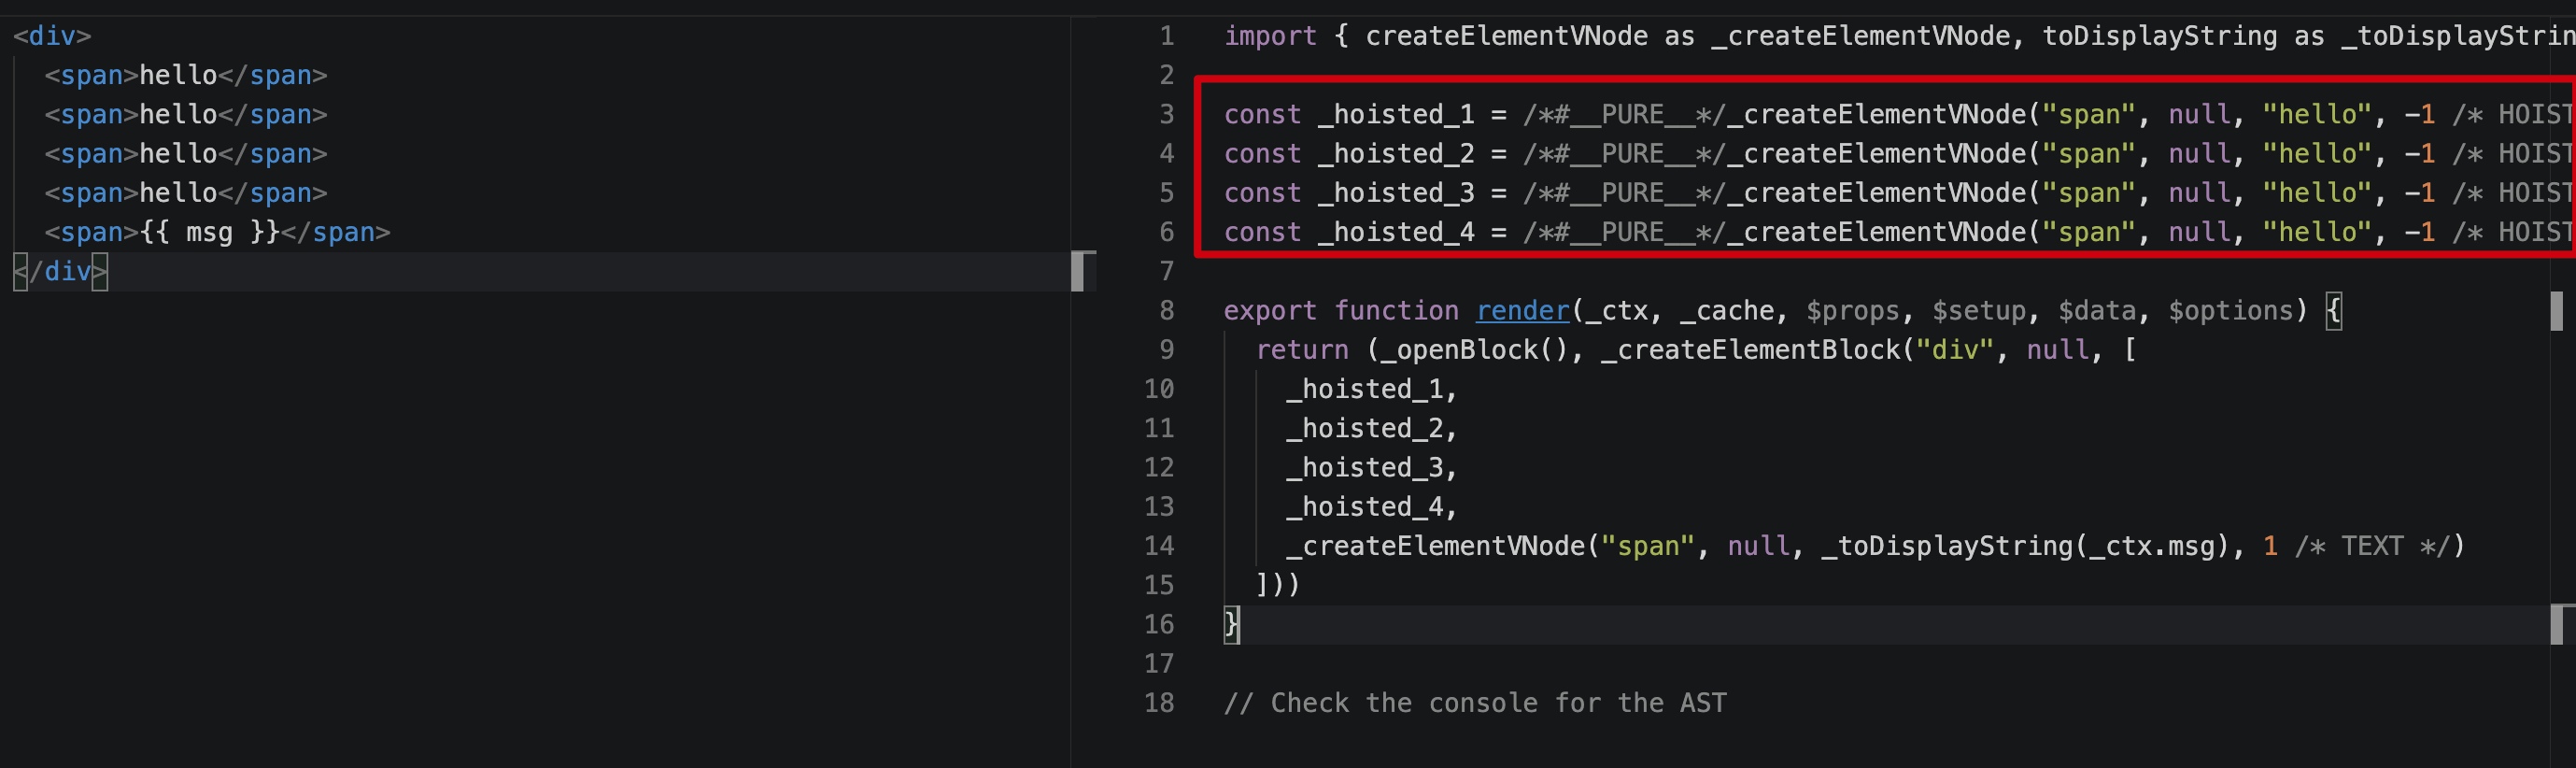 <div>
  <span>hello</span>
  <span>hello</span>
  <span>hello</span>
  <span>hello</span>
  <span>{{ msg }}</span>
</div>
1 import { createElementVNode as _createElementVNode, toDisplayString as _toDisplayStrin
2
3 const _hoisted_1 = /*#__PURE__*/_createElementVNode("span", null, "hello", -1 /* HOIST
4 const _hoisted_2 = /*#__PURE__*/_createElementVNode("span", null, "hello", -1 /* HOIST
5 const _hoisted_3 = /*#__PURE__*/_createElementVNode("span", null, "hello", -1 /* HOIST
6 const _hoisted_4 = /*#__PURE__*/_createElementVNode("span", null, "hello", -1 /* HOIST
7
8 export function render(_ctx, _cache, $props, $setup, $data, $options) {
9   return (_openBlock(), _createElementBlock("div", null, [
10     _hoisted_1,
11     _hoisted_2,
12     _hoisted_3,
13     _hoisted_4,
14     _createElementVNode("span", null, _toDisplayString(_ctx.msg), 1 /* TEXT */)
15   ]))
16 }
17
18 // Check the console for the AST